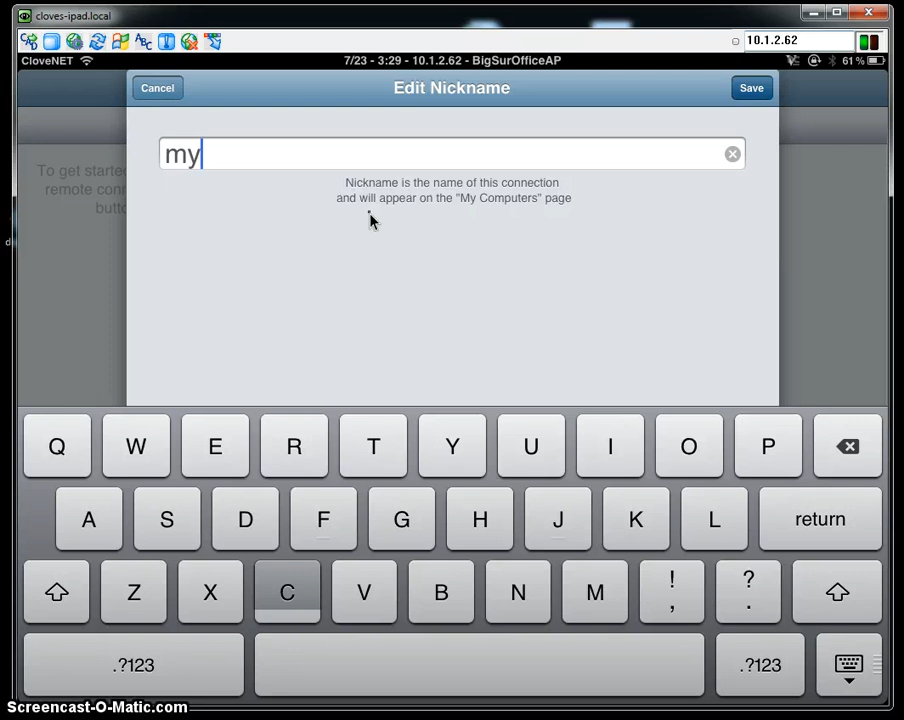 cloves-ipad.local
10.1.2.62
CloveNET 7/23 - 3:29 - 10.1.2.62 - BigSurOfficeAP 61%
Cancel Edit Nickname Save
my
Nickname is the name of this connection
and will appear on the "My Computers" page
To get started
remote conn
butto
Q W E R T Y U I O P
A S D F G H J K L return
Z X C V B N M ! , ? .
.?123 .?123
Screencast-O-Matic.com